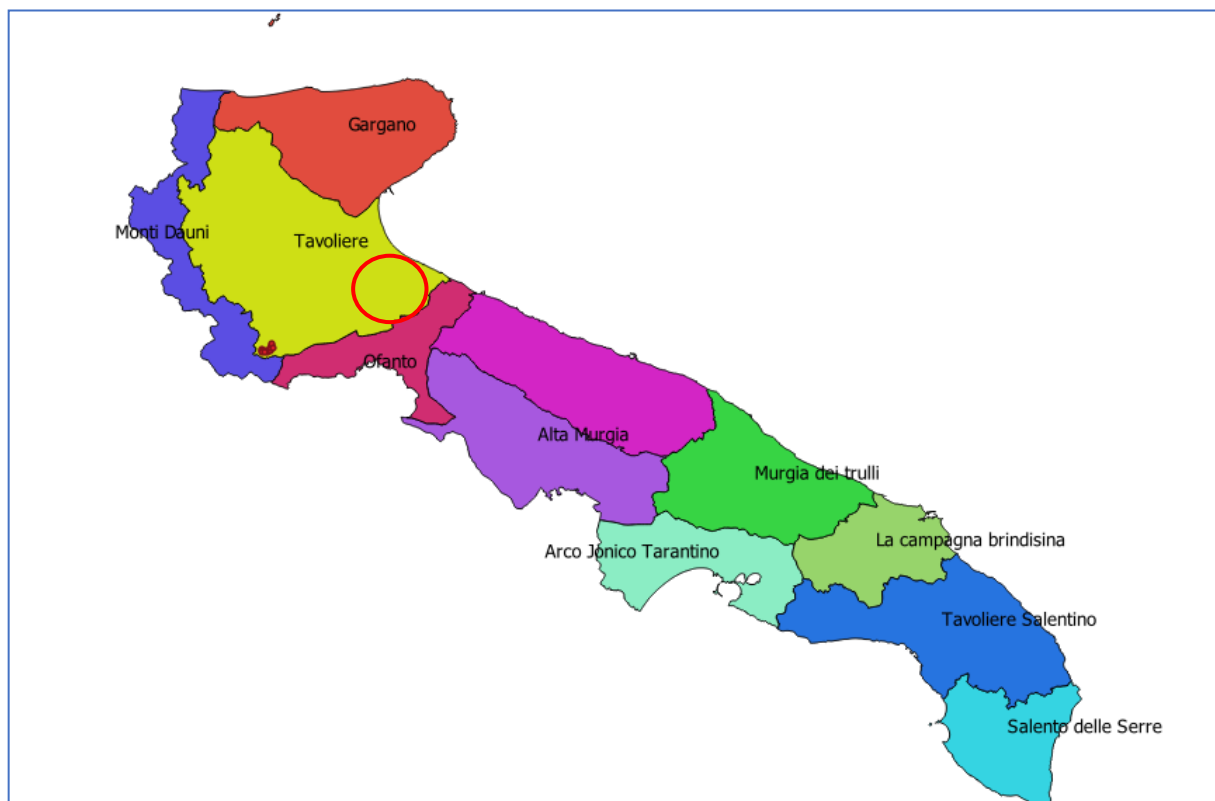 Gargano
Monti Dauni
Tavoliere
Ofanto
Alta Murgia
Murgia dei trulli
La campagna brindisina
Arco Jonico Tarantino
Tavoliere Salentino
Salento delle Serre